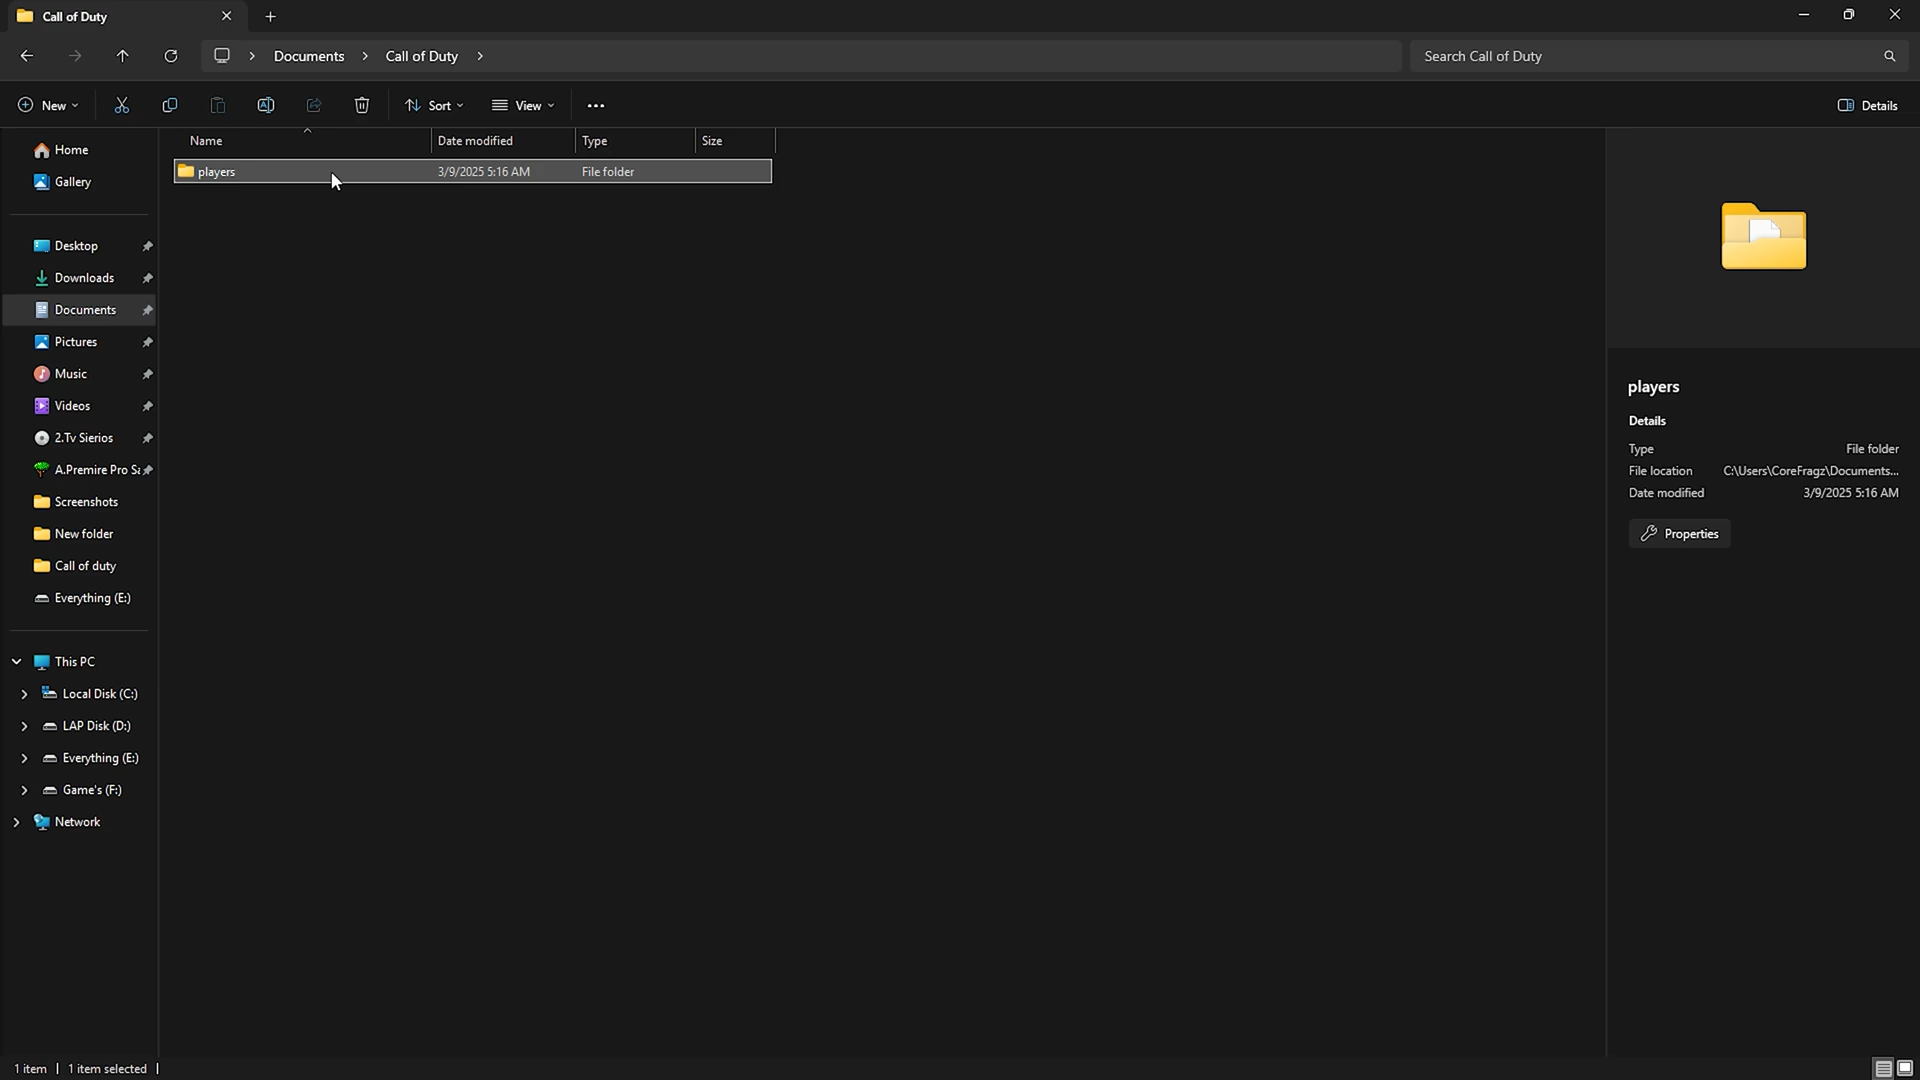 Call of Duty
Documents
Call of Duty
Search Call of Duty
New
Sort
View
Details
Home
Gallery
Desktop
Downloads
Documents
Pictures
Music
Videos
2.Tv Sierios
A.Premire Pro Sa
Screenshots
New folder
Call of duty
Everything (E:)
This PC
Local Disk (C:)
LAP Disk (D:)
Everything (E:)
Game's (F:)
Network
Name Date modified Type Size
players 3/9/2025 5:16 AM File folder
players
Details
Type File folder
File location C:\Users\CoreFragz\Documents...
Date modified 3/9/2025 5:16 AM
Properties
1 item 1 item selected